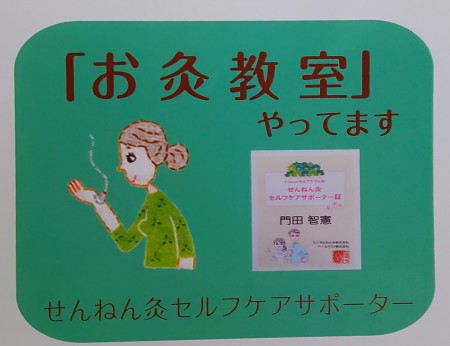 「お灸教室」
やってます
せんねん灸
セルフケアサポーター証
門田 智憲
せんねん灸セルフケアサポーター